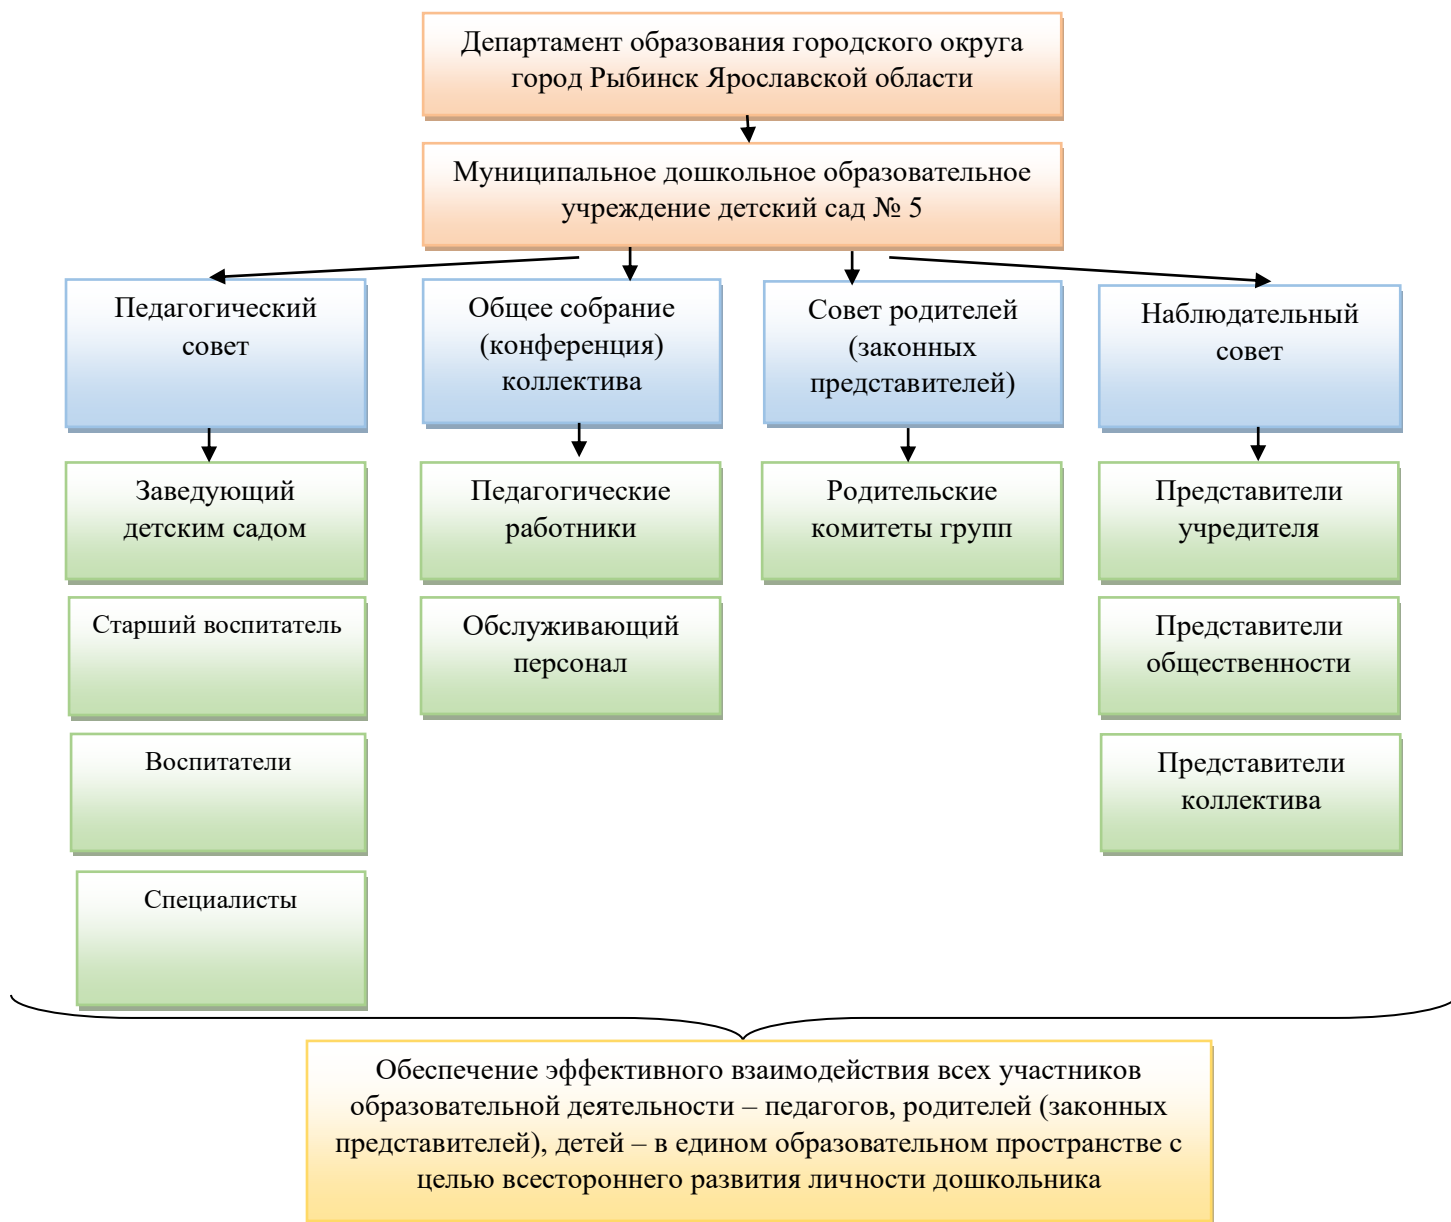 Департамент образования городского округа
город Рыбинск Ярославской области
Муниципальное дошкольное образовательное
учреждение детский сад № 5
Педагогический
совет
Общее собрание
(конференция)
коллектива
Совет родителей
(законных
представителей)
Наблюдательный
совет
Заведующий
детским садом
Педагогические
работники
Родительские
комитеты групп
Представители
учредителя
Старший воспитатель
Обслуживающий
персонал
Представители
общественности
Воспитатели
Представители
коллектива
Специалисты
Обеспечение эффективного взаимодействия всех участников
образовательной деятельности – педагогов, родителей (законных
представителей), детей – в едином образовательном пространстве с
целью всестороннего развития личности дошкольника